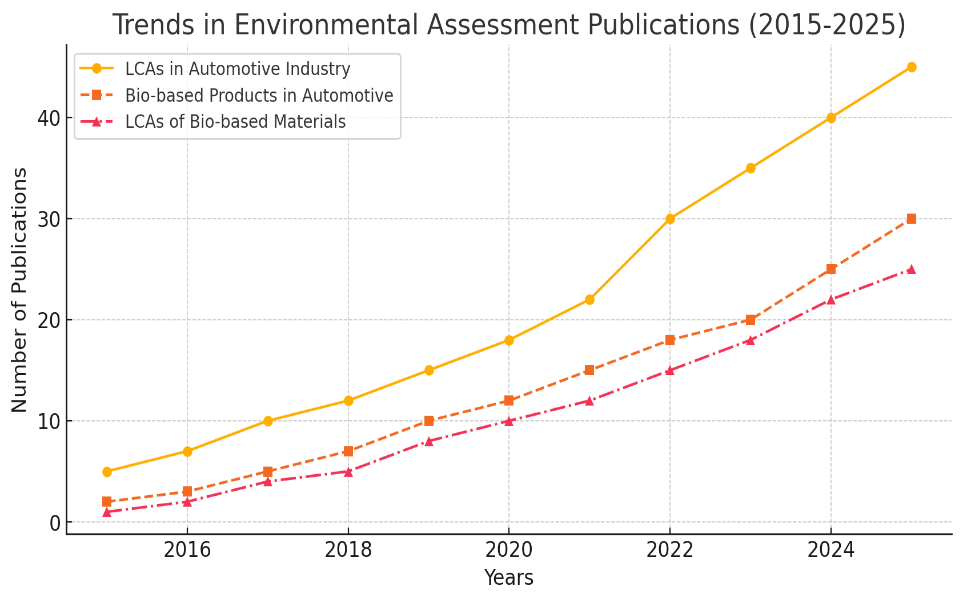 Trends in Environmental Assessment Publications (2015-2025)
LCAs in Automotive Industry
Bio-based Products in Automotive
LCAs of Bio-based Materials
Number of Publications
40
30
20
10
0
2016 2018 2020 2022 2024
Years